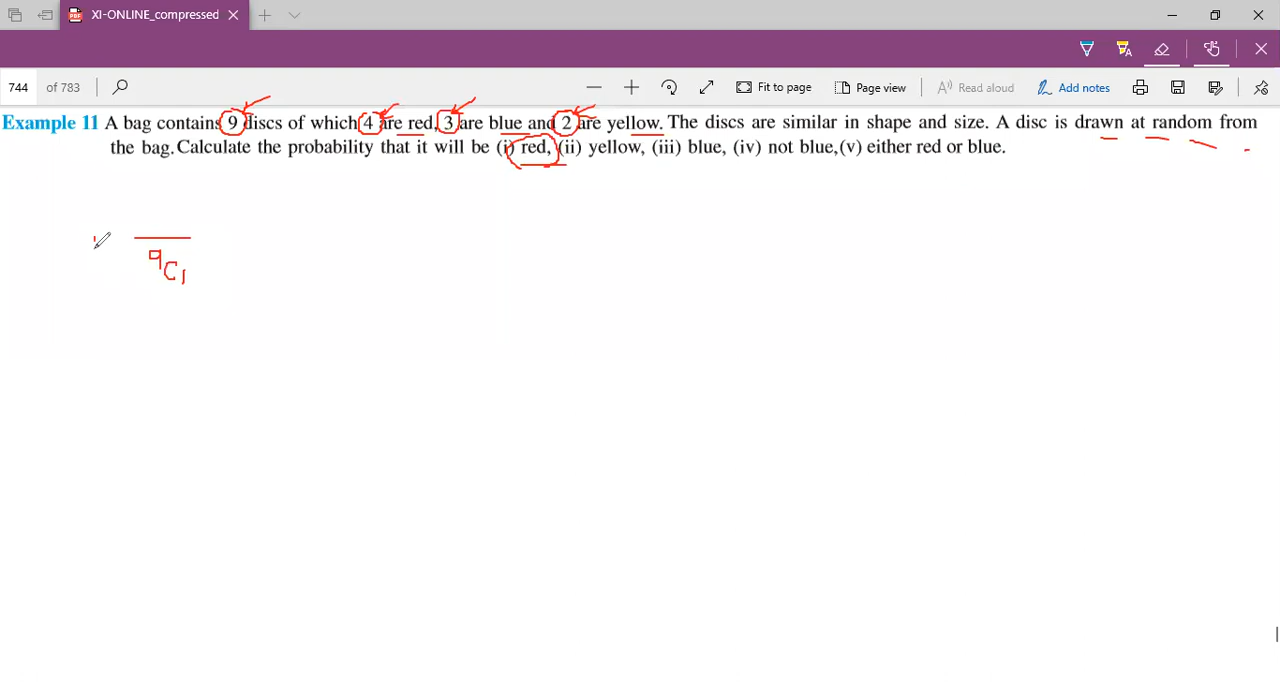 XI-ONLINE_compressed
744 of 783
Fit to page
Page view
Read aloud
Add notes
Example 11 A bag contains 9 discs of which 4 are red, 3 are blue and 2 are yellow. The discs are similar in shape and size. A disc is drawn at random from
the bag. Calculate the probability that it will be (i) red, (ii) yellow, (iii) blue, (iv) not blue,(v) either red or blue.
9C1